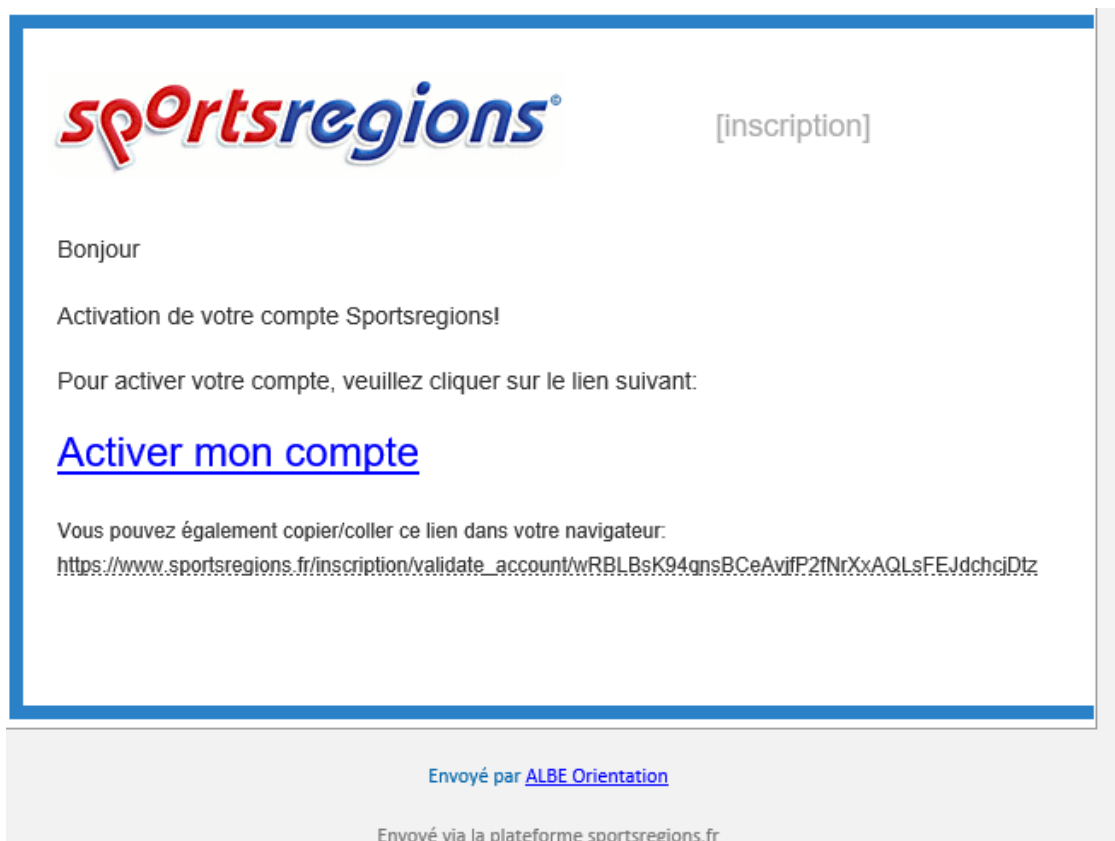 sportsregions©
[inscription]
Bonjour
Activation de votre compte Sportsregions!
Pour activer votre compte, veuillez cliquer sur le lien suivant:
Activer mon compte
Vous pouvez également copier/coller ce lien dans votre navigateur:
https://www.sportsregions.fr/inscription/validate_account/wRBLBsK94gnsBCeAvjfP2fNrXxAQLsFEJdchcjDtz
Envoyé par ALBE Orientation
Envoyé via la plateforme sportsregions.fr